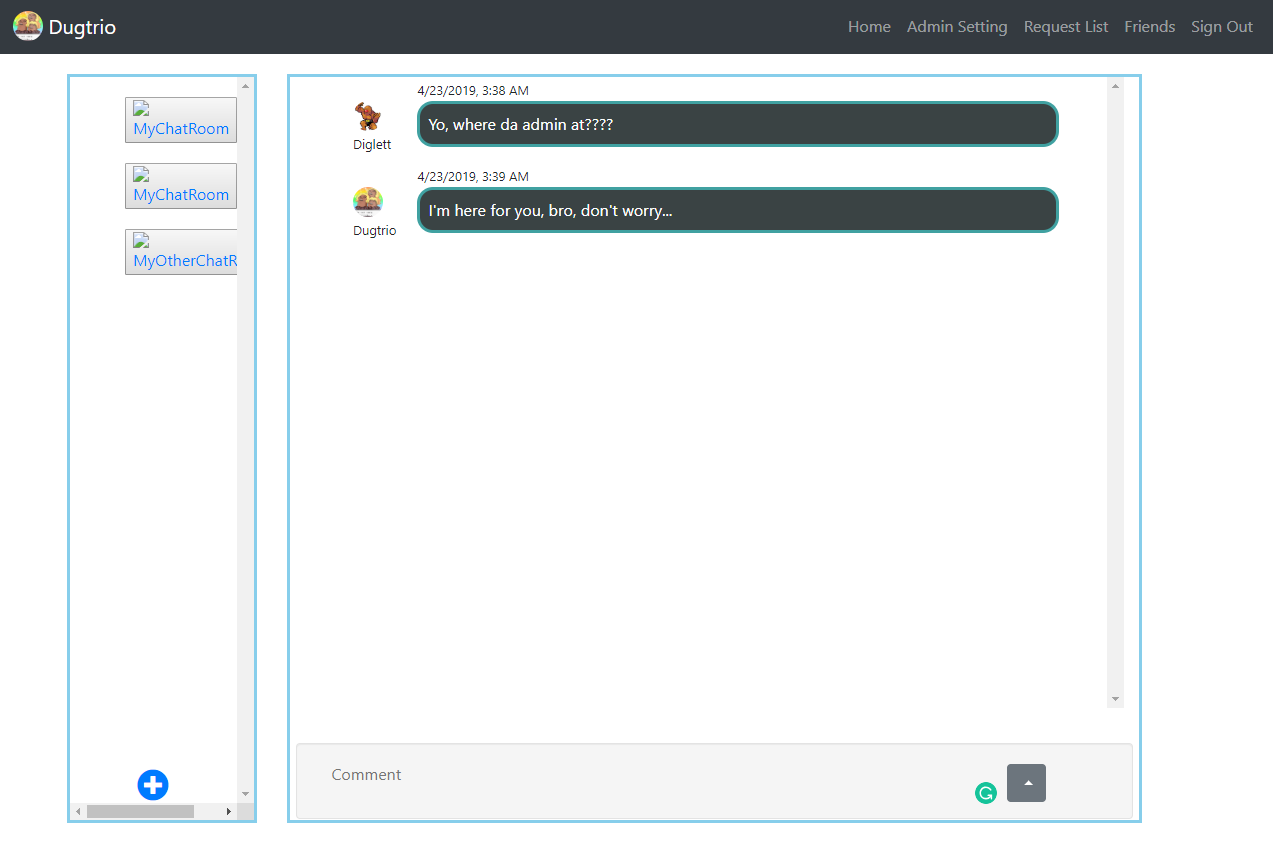 Dugtrio
Home Admin Setting Request List Friends Sign Out
MyChatRoom
MyChatRoom
MyOtherChatR
4/23/2019, 3:38 AM
Yo, where da admin at????
Diglett
4/23/2019, 3:39 AM
I'm here for you, bro, don't worry...
Dugtrio
Comment